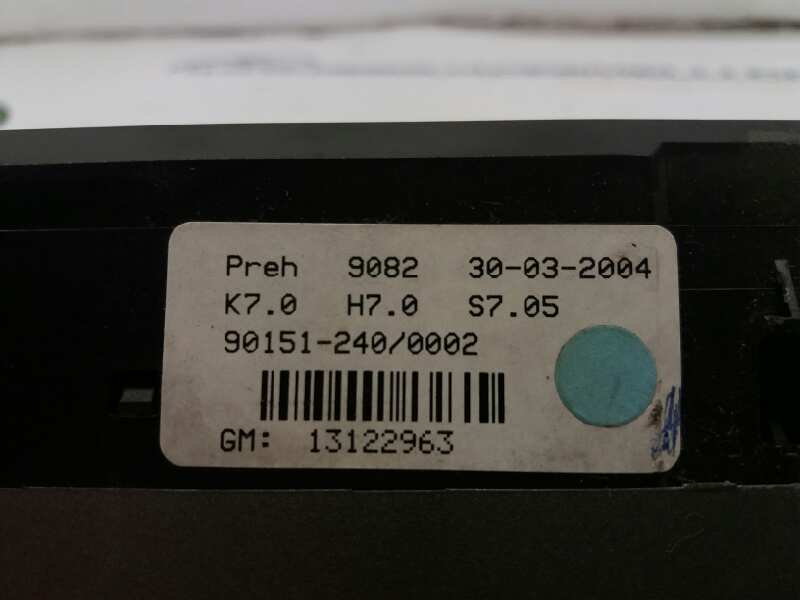 Preh 9082 30-03-2004
K7.0 H7.0 S7.05
90151-240/0002
GM: 13122963